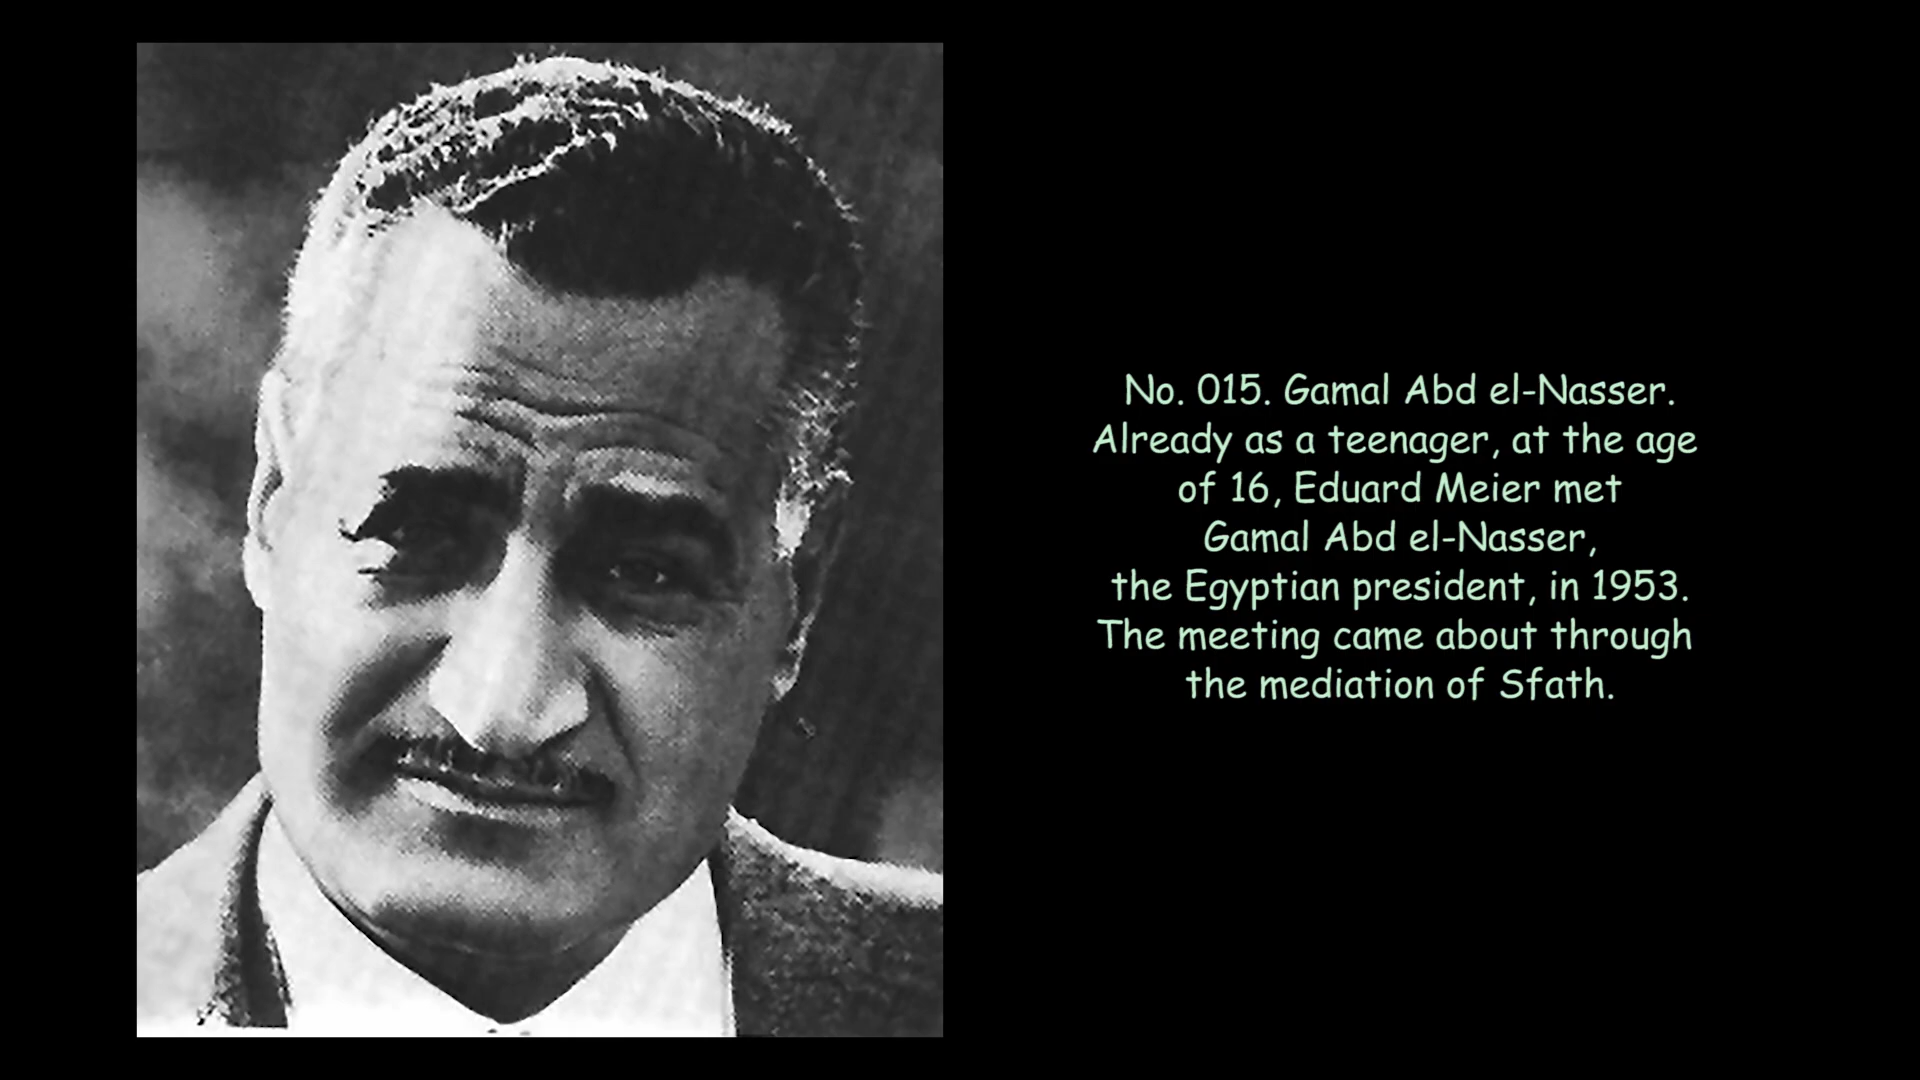 No. 015. Gamal Abd el-Nasser.
Already as a teenager, at the age
of 16, Eduard Meier met
Gamal Abd el-Nasser,
the Egyptian president, in 1953.
The meeting came about through
the mediation of Sfath.